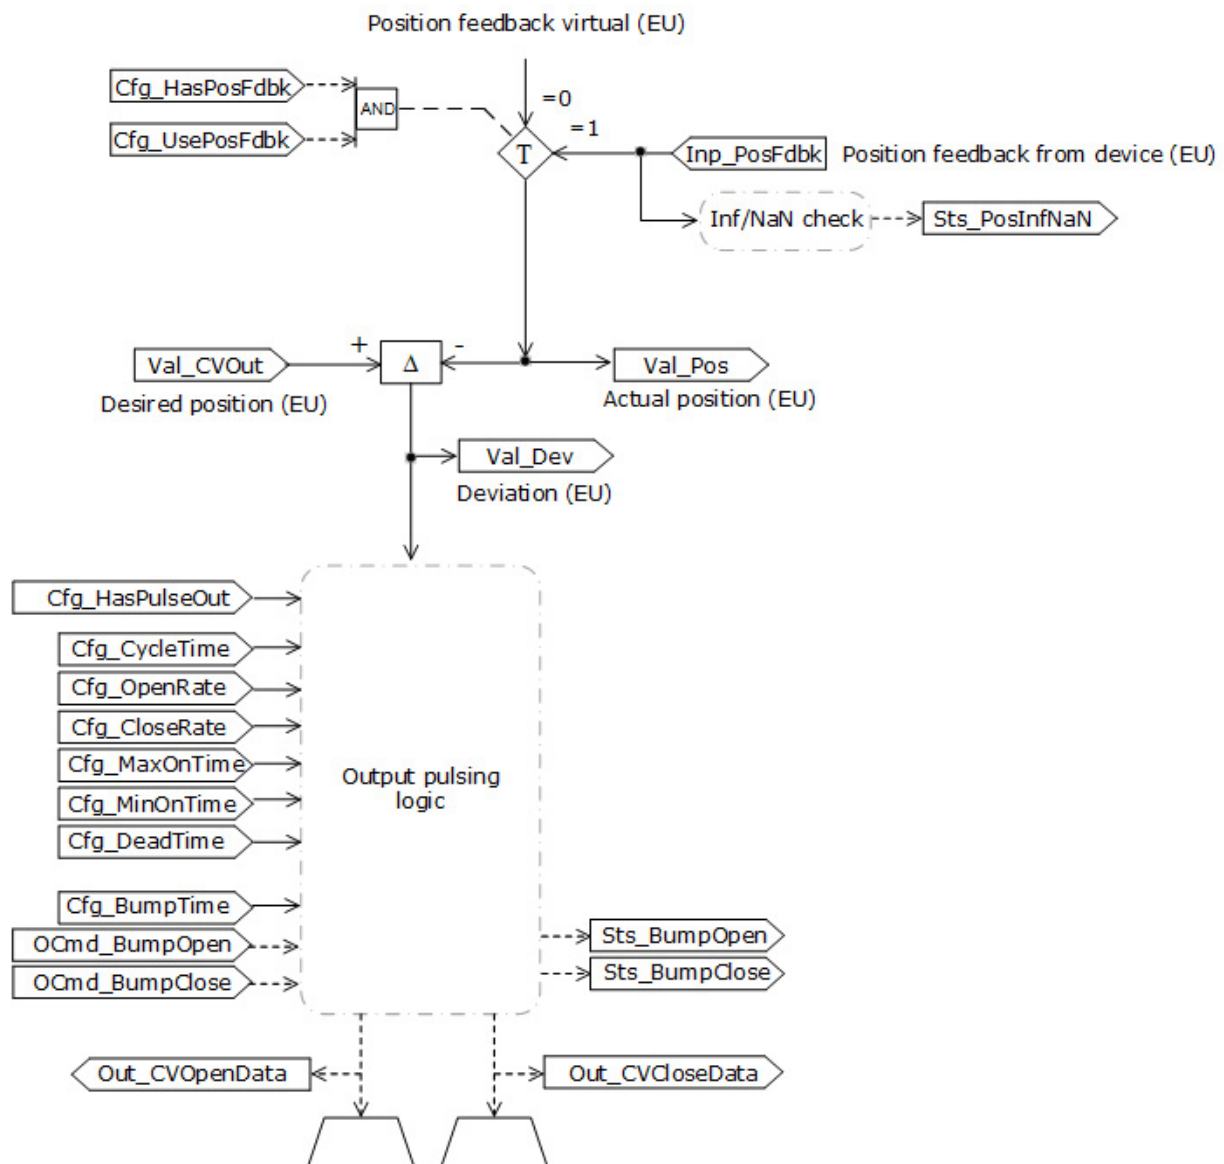 Position feedback virtual (EU)
Cfg_HasPosFdbk
=0
AND
=1
Cfg_UsePosFdbk
T
Inp_PosFdbk
Position feedback from device (EU)
Inf/NaN check
Sts_PosInfNaN
+
-
Val_CVOut
Δ
Val_Pos
Desired position (EU)
Actual position (EU)
Val_Dev
Deviation (EU)
Cfg_HasPulseOut
Cfg_CycleTime
Cfg_OpenRate
Cfg_CloseRate
Cfg_MaxOnTime
Output pulsing
logic
Cfg_MinOnTime
Cfg_DeadTime
Cfg_BumpTime
OCmd_BumpOpen
Sts_BumpOpen
OCmd_BumpClose
Sts_BumpClose
Out_CVOpenData
Out_CVCloseData